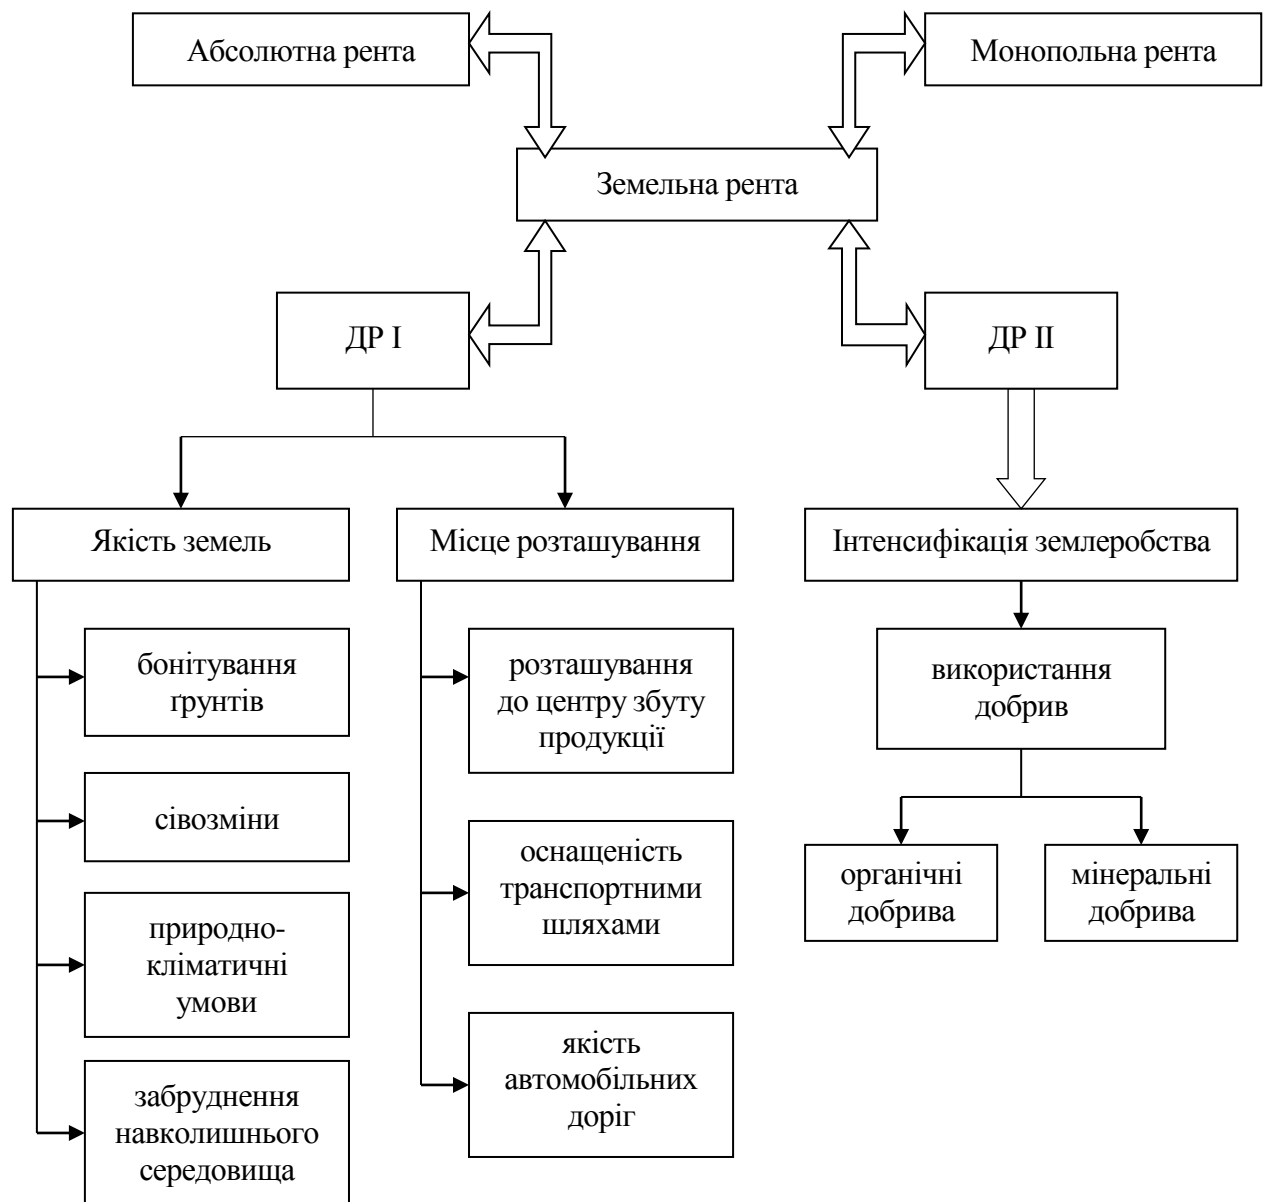 Абсолютна рента
Монопольна рента
Земельна рента
ДР І
ДР ІІ
Якість земель
Місце розташування
Інтенсифікація землеробства
бонітування
ґрунтів
сівозміни
природно-
кліматичні
умови
забруднення
навколишнього
середовища
розташування
до центру збуту
продукції
оснащеність
транспортними
шляхами
якість
автомобільних
доріг
використання
добрив
органічні
добрива
мінеральні
добрива